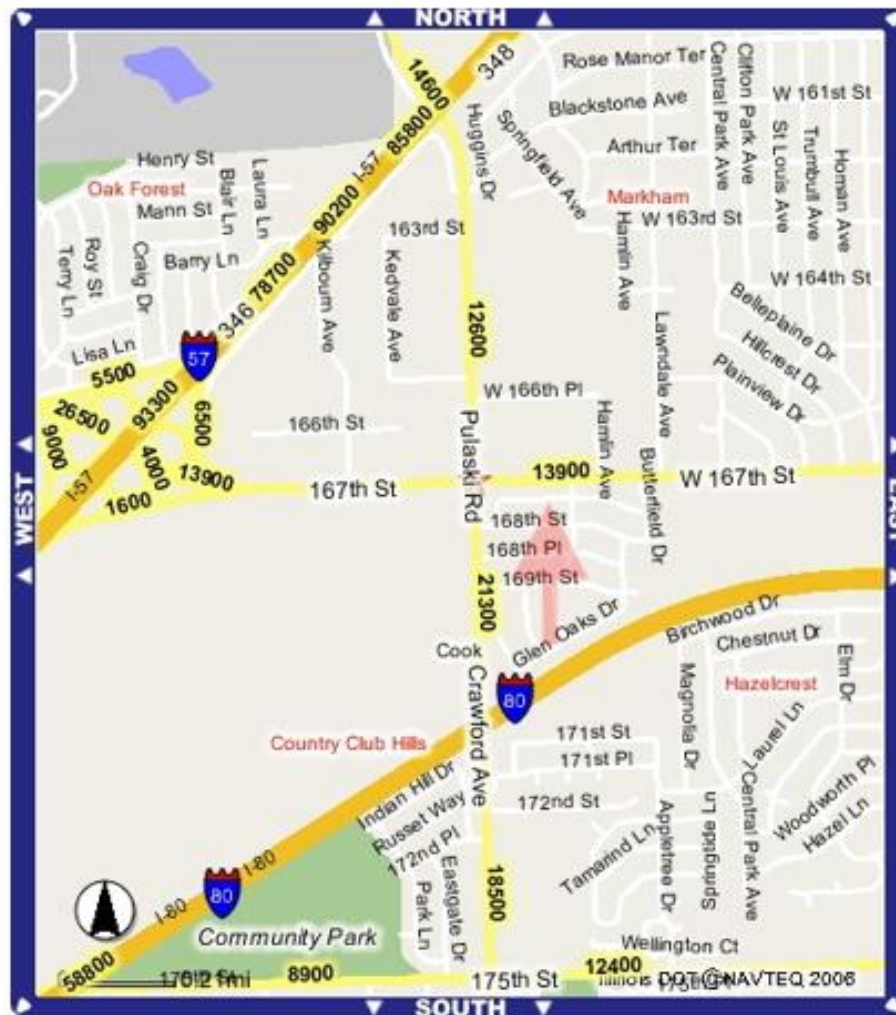 NORTH
14600
348
Rose Manor Ter
Central Park Ave
Clifton Park Ave
W 161st St
85800
Huggins Dr
Blackstone Ave
Springfield Ave
Arthur Ter
St Louis Ave
Trumbull Ave
Homan Ave
Henry St
I-57
Oak Forest
Blair Ln
Laura Ln
Markham
Mann St
90200
163rd St
Hamlin Ave
W 163rd St
Terry Ln
Roy St
Craig Dr
Barry Ln
78700
Kilbourn Ave
Kedvale Ave
W 164th St
346
12600
Belleplaine Dr
Lisa Ln
57
Lawndale Ave
Hillcrest Dr
5500
Plainview Dr
93300
W 166th Pl
26500
6500
166th St
Pulaski Rd
Hamlin Ave
9000
4000
13900
Butterfield Dr
I-57
1600
167th St
13900
W 167th St
WEST
EAST
168th St
168th Pl
21300
169th St
Glen Oaks Dr
Birchwood Dr
Chestnut Dr
Cook
Crawford Ave
Magnolia Dr
Elm Dr
Hazelcrest
80
Laurel Ln
Country Club Hills
171st St
171st Pl
Indian Hill Dr
Woodworth Pl
Russet Way
172nd St
Springside Ln
Central Park Ave
Hazel Ln
172nd Pl
Tamarind Ln
Appletree Dr
I-80
80
Park Ln
Eastgate Dr
18500
I-80
Community Park
Wellington Ct
58800
8900
175th St
12400
Illinois DOT @NAVTEQ 2006
SOUTH